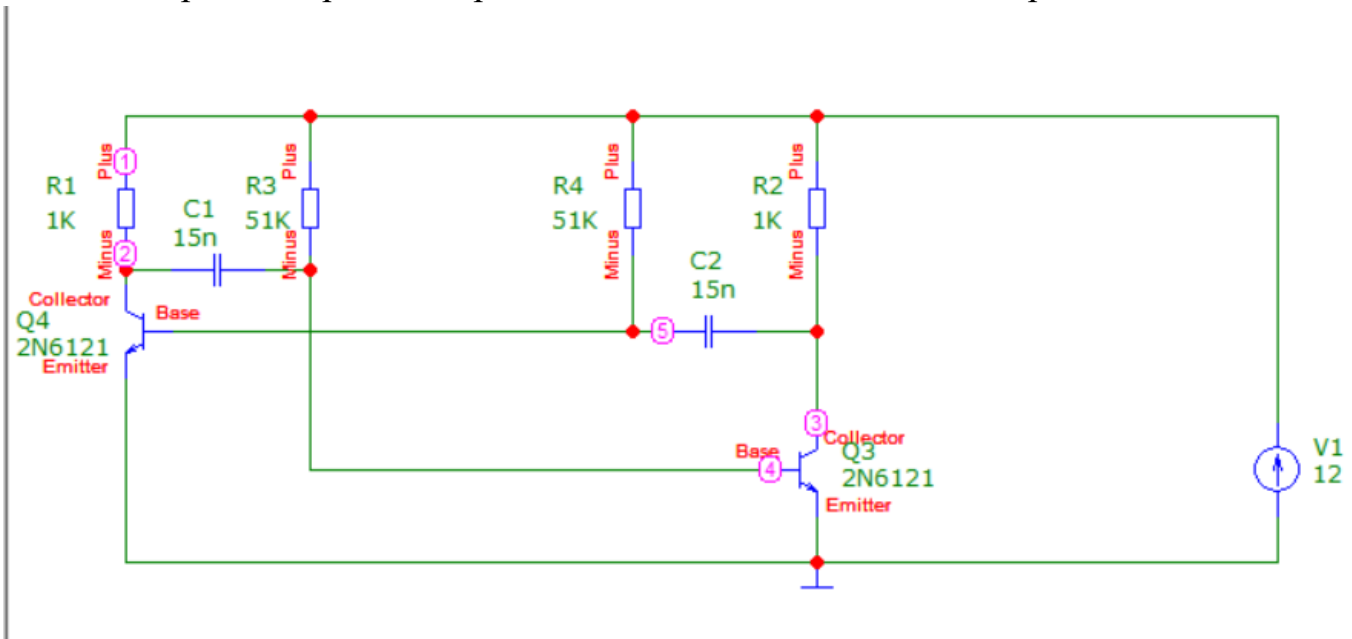 Plus
Plus
Plus
Plus
1
R1
1K
R3
51K
R4
51K
R2
1K
C1
15n
Minus
2
Minus
Minus
Minus
C2
15n
Collector
Base
Q4
2N6121
Emitter
5
3
Collector
Base
4
Q3
2N6121
Emitter
V1
12